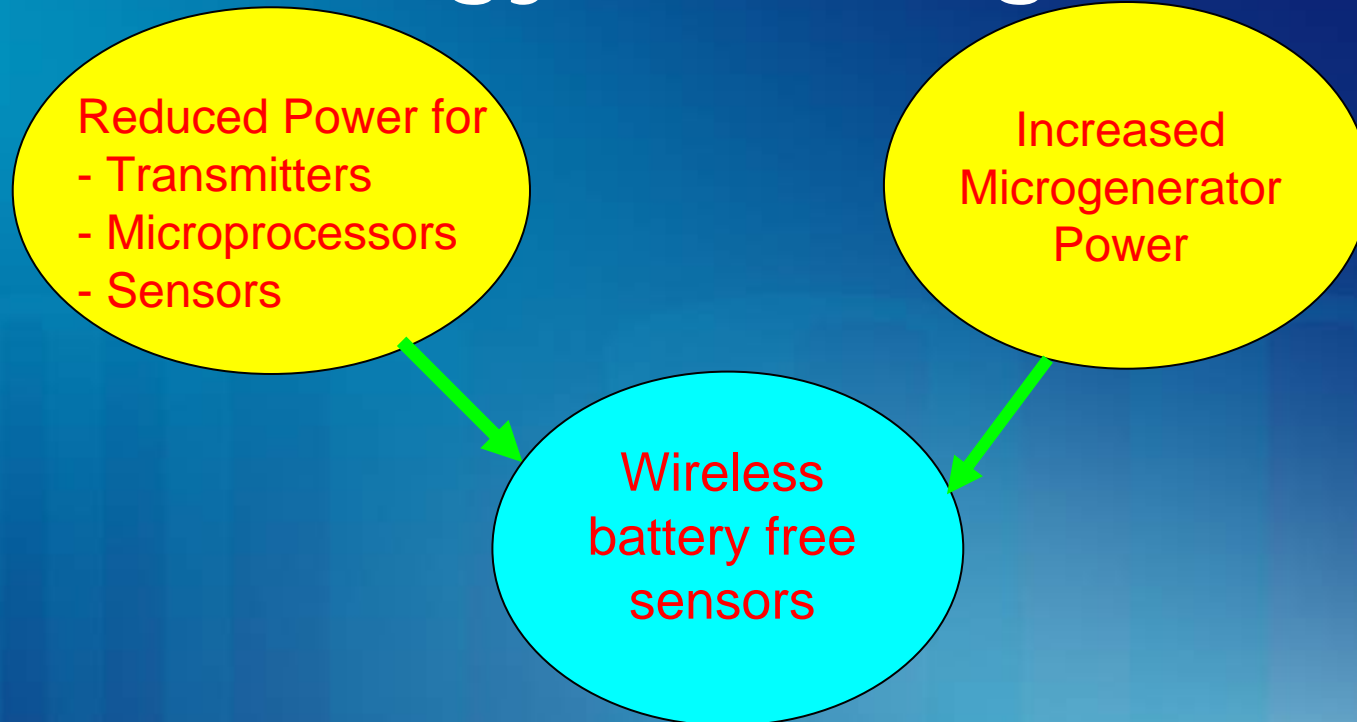 Reduced Power for
- Transmitters
- Microprocessors
- Sensors
Increased
Microgenerator
Power
Wireless
battery free
sensors